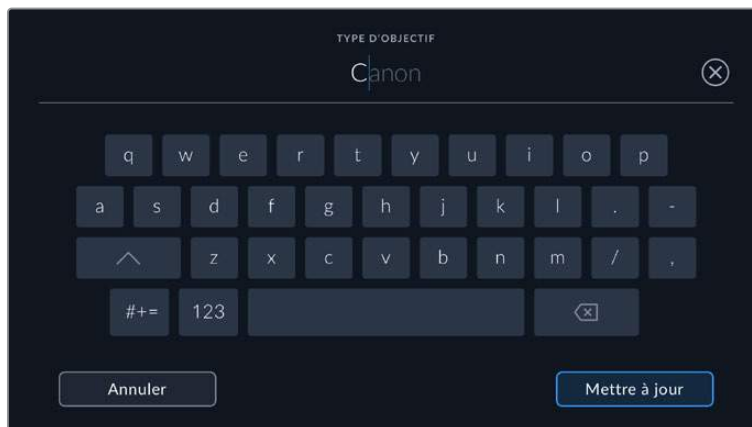 TYPE D'OBJECTIF
Canon
q w e r t y u i o p
a s d f g h j k l . -
z x c v b n m / ,
#+= 123
Annuler Mettre à jour